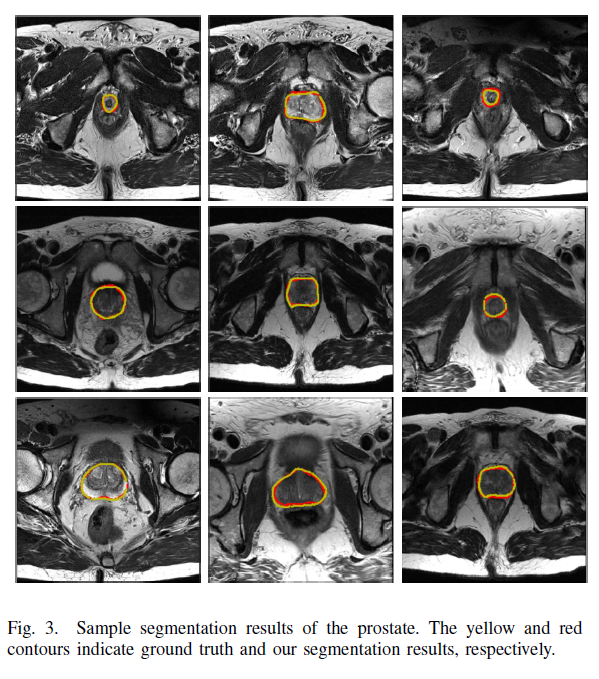 Fig. 3. Sample segmentation results of the prostate. The yellow and red
contours indicate ground truth and our segmentation results, respectively.